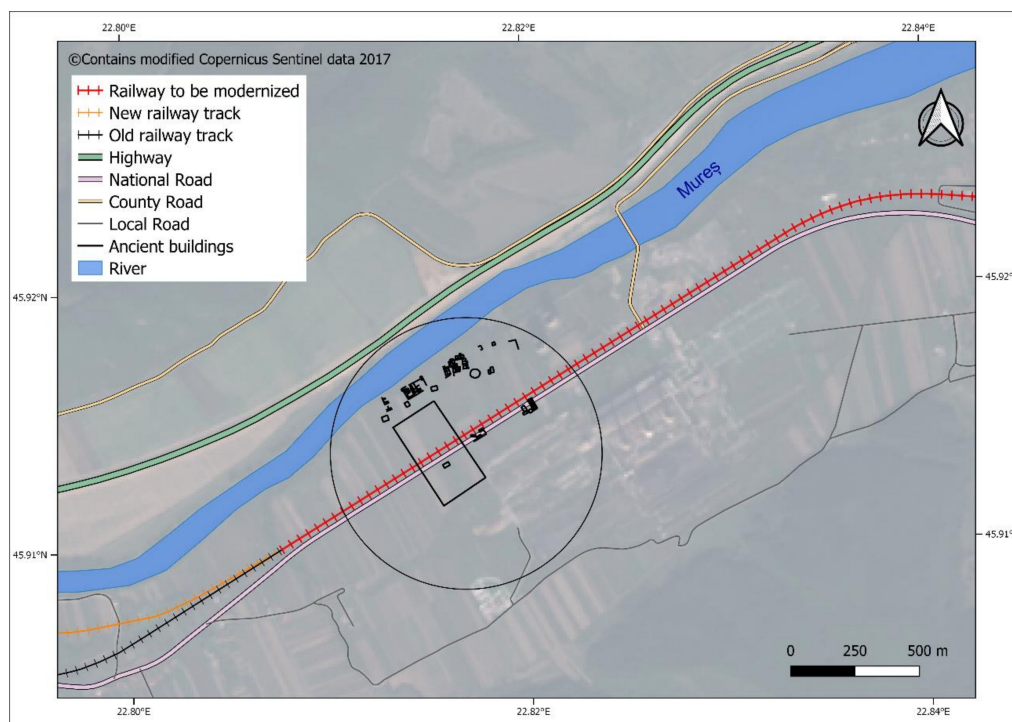 22.80°E 22.82°E 22.84°E
©Contains modified Copernicus Sentinel data 2017
Railway to be modernized
New railway track
Old railway track
Highway
National Road
County Road
Local Road
Ancient buildings
River
Mureș
45.92°N 45.92°N
45.91°N 45.91°N
0 250 500 m
22.80°E 22.82°E 22.84°E